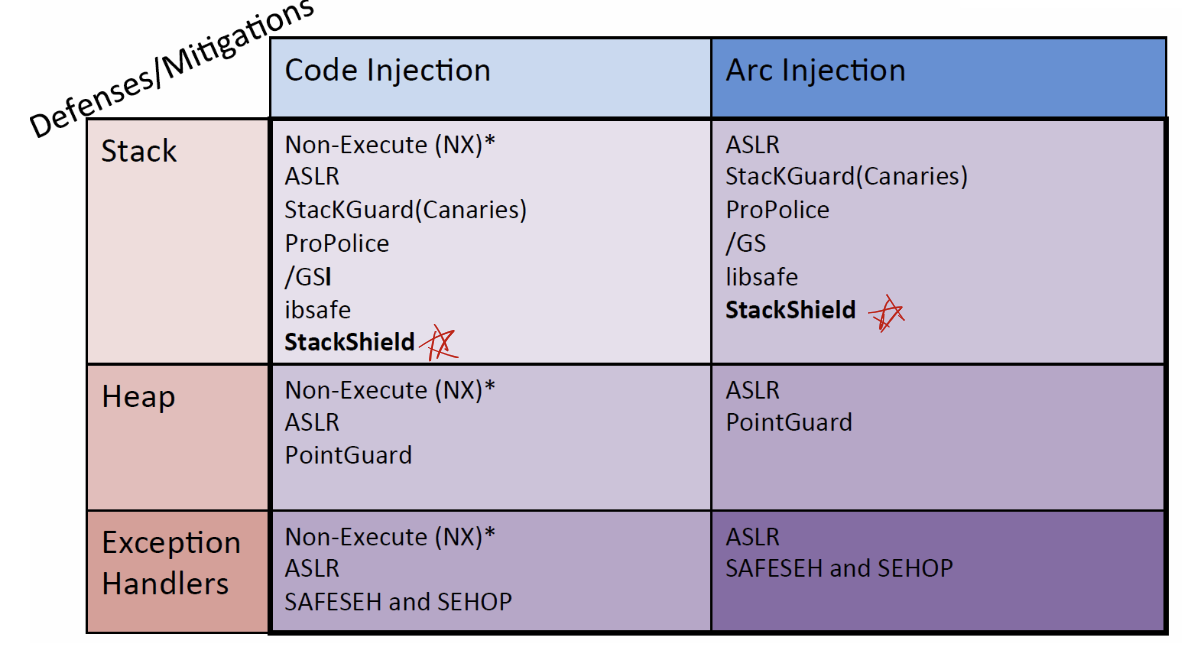 Defenses/Mitigations
Code Injection
Arc Injection
Stack
Non-Execute (NX)*
ASLR
StacKGuard(Canaries)
ProPolice
/GSl
ibsafe
StackShield
ASLR
StacKGuard(Canaries)
ProPolice
/GS
libsafe
StackShield
Heap
Non-Execute (NX)*
ASLR
PointGuard
ASLR
PointGuard
Exception
Handlers
Non-Execute (NX)*
ASLR
SAFESEH and SEHOP
ASLR
SAFESEH and SEHOP